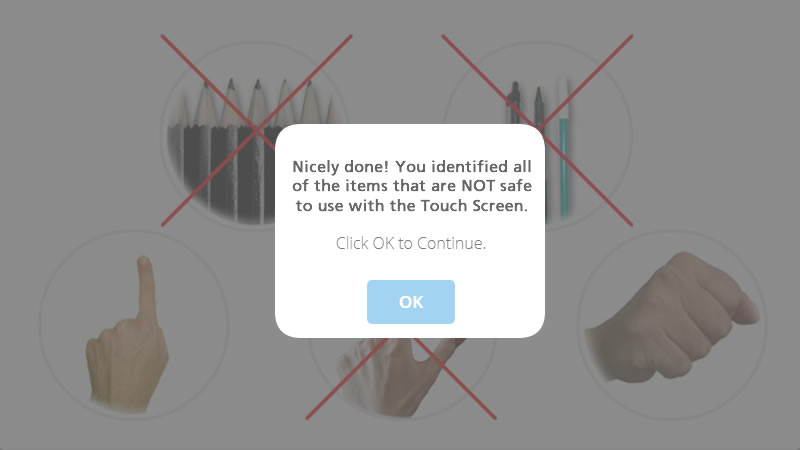 Nicely done! You identified all
of the items that are NOT safe
to use with the Touch Screen.
Click OK to Continue.
OK